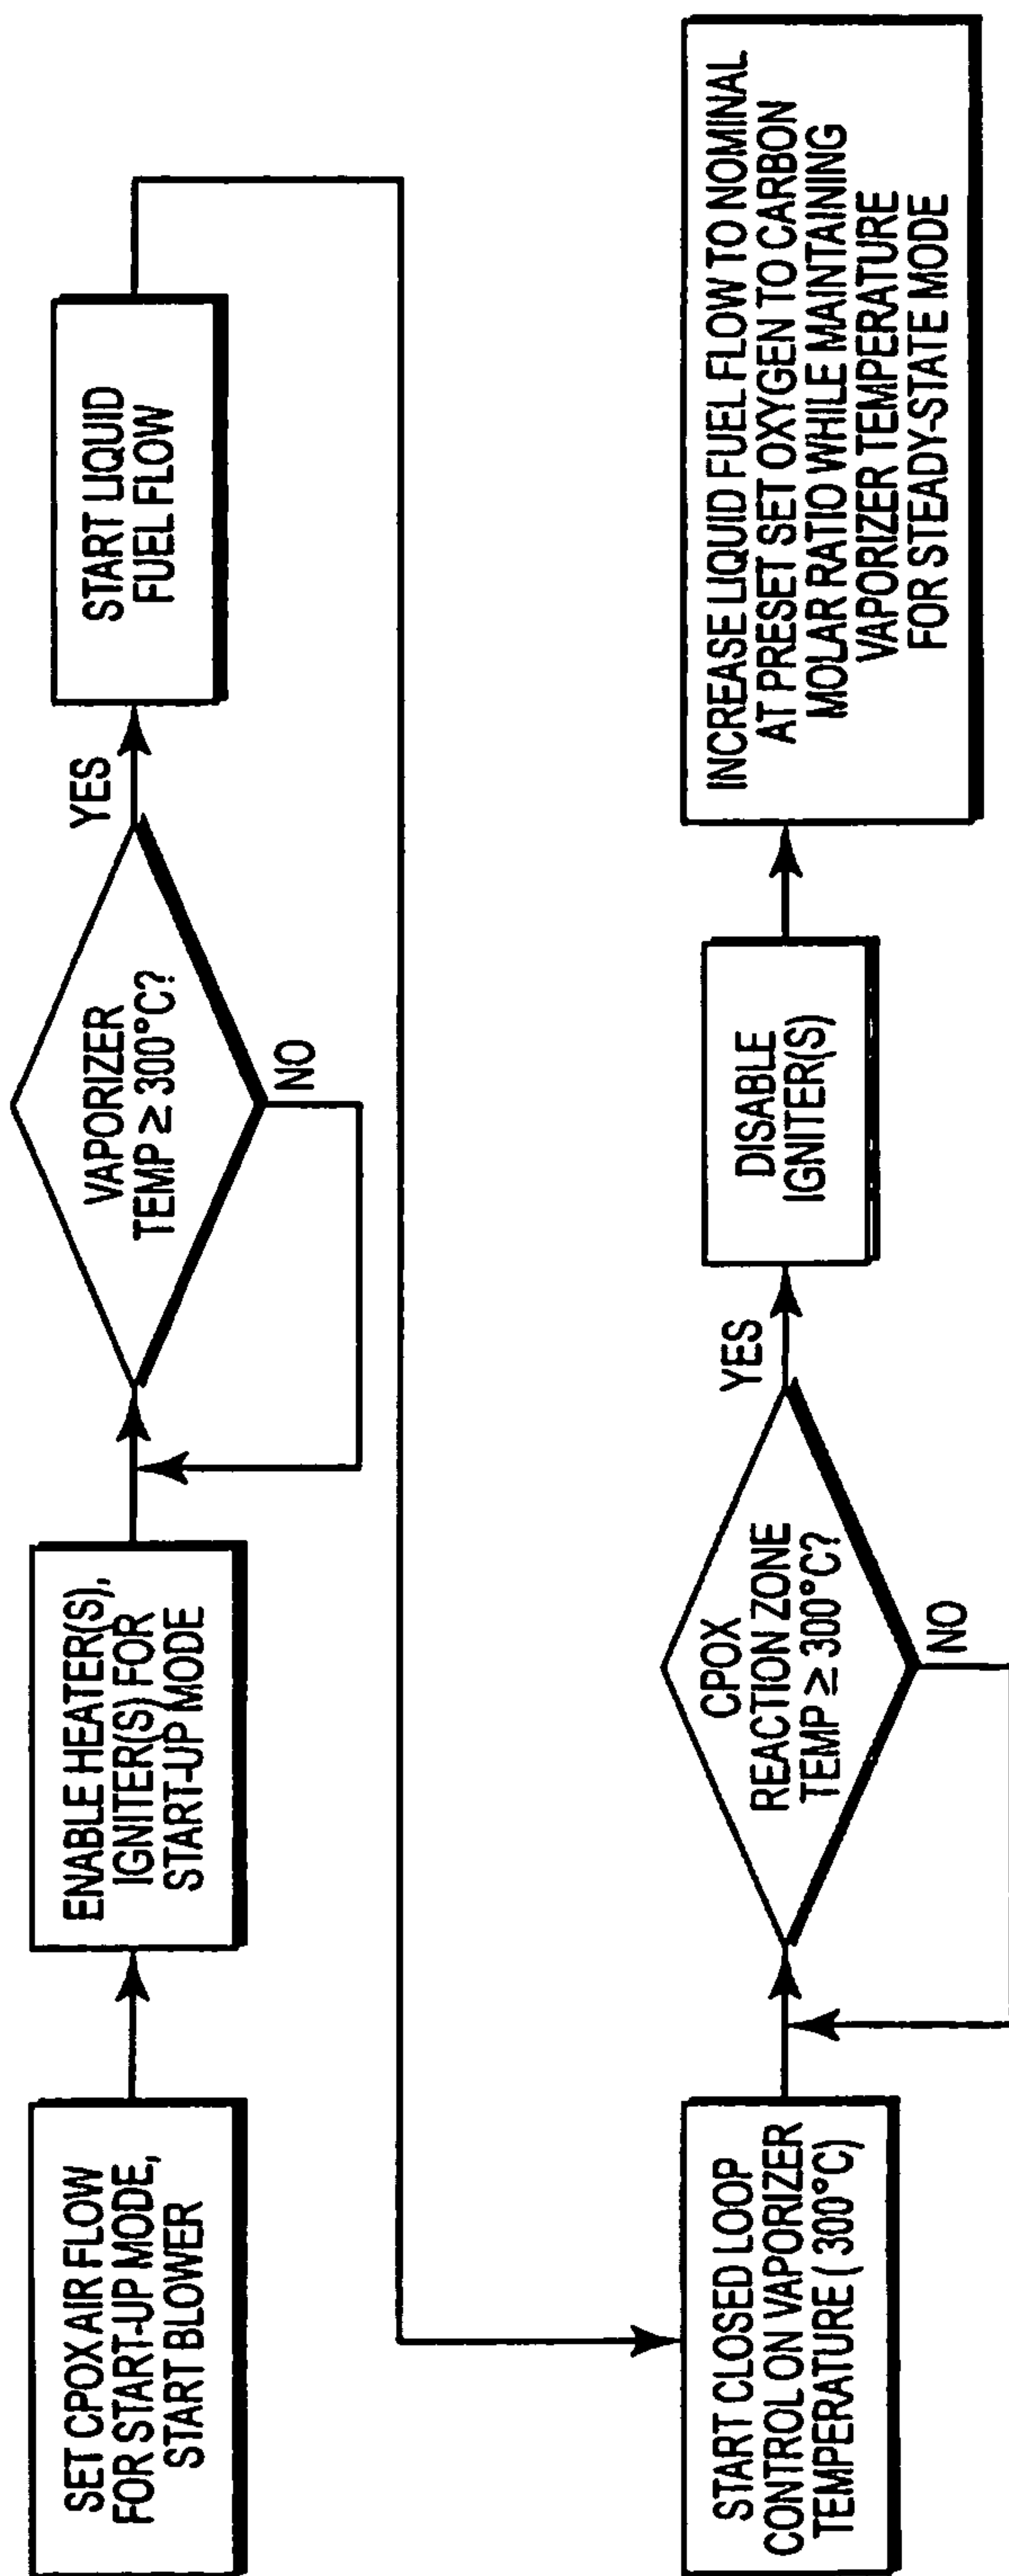 SET CPOX AIR FLOW
FOR START-UP MODE,
START BLOWER
ENABLE HEATER(S),
IGNITER(S) FOR
START-UP MODE
VAPORIZER
TEMP ≥ 300°C?
YES
NO
START LIQUID
FUEL FLOW
START CLOSED LOOP
CONTROL ON VAPORIZER
TEMPERATURE ( 300°C)
CPOX
REACTION ZONE
TEMP ≥ 300°C?
YES
NO
DISABLE
IGNITER(S)
INCREASE LIQUID FUEL FLOW TO NOMINAL
AT PRESET SET OXYGEN TO CARBON
MOLAR RATIO WHILE MAINTAINING
VAPORIZER TEMPERATURE
FOR STEADY-STATE MODE